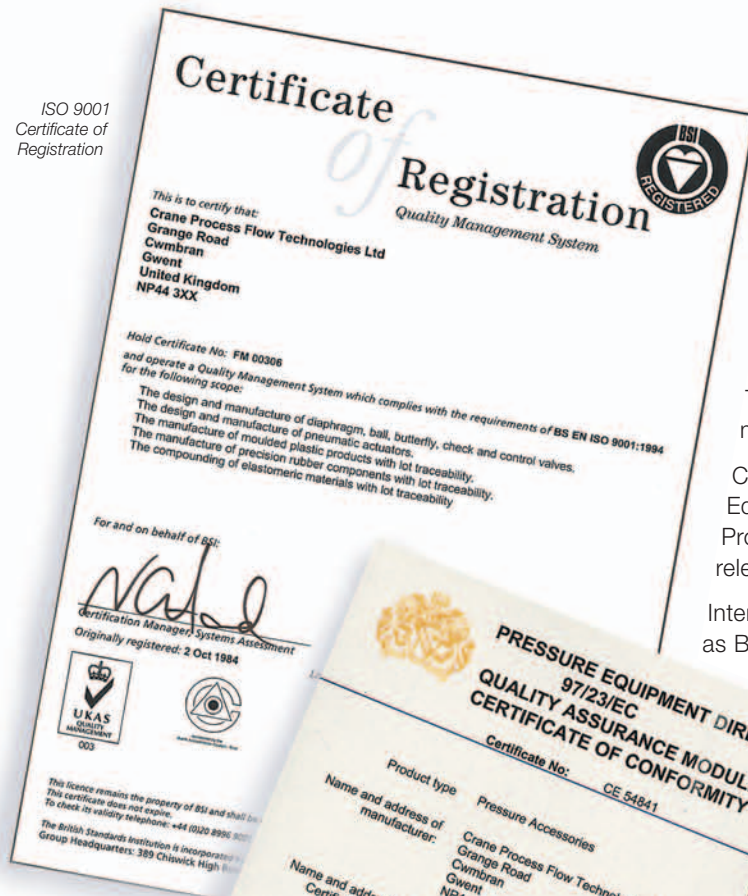 ISO 9001
Certificate of
Registration
Certificate
of
Registration
Quality Management System
BSI
REGISTERED
This is to certify that:
Crane Process Flow Technologies Ltd
Grange Road
Cwmbran
Gwent
United Kingdom
NP44 3XX
Hold Certificate No: FM 00306
and operate a Quality Management System which complies with the requirements of BS EN ISO 9001:1994
for the following scope:
The design and manufacture of diaphragm, ball, butterfly, check and control valves.
The design and manufacture of pneumatic actuators.
The manufacture of moulded plastic products with lot traceability.
The manufacture of precision rubber components with lot traceability.
The compounding of elastomeric materials with lot traceability
For and on behalf of BSI:
Certification Manager, Systems Assessment
Originally registered: 2 Oct 1984
UKAS
QUALITY
MANAGEMENT
003
This licence remains the property of BSI and shall be
This certificate does not expire.
To check its validity telephone: +44 (0)20 8996
The British Standards Institution is incorporated
Group Headquarters: 389 Chiswick High
PRESSURE EQUIPMENT DIRE
97/23/EC
QUALITY ASSURANCE MODUL
CERTIFICATE OF CONFORMITY
Certificate No: CE 54841
Product type Pressure Accessories
Name and address of
manufacturer:
Crane Process Flow Technol
Grange Road
Cwmbran
Gwent
Name and addr
Certif
C
Ec
Pro
rele
Inter
as B